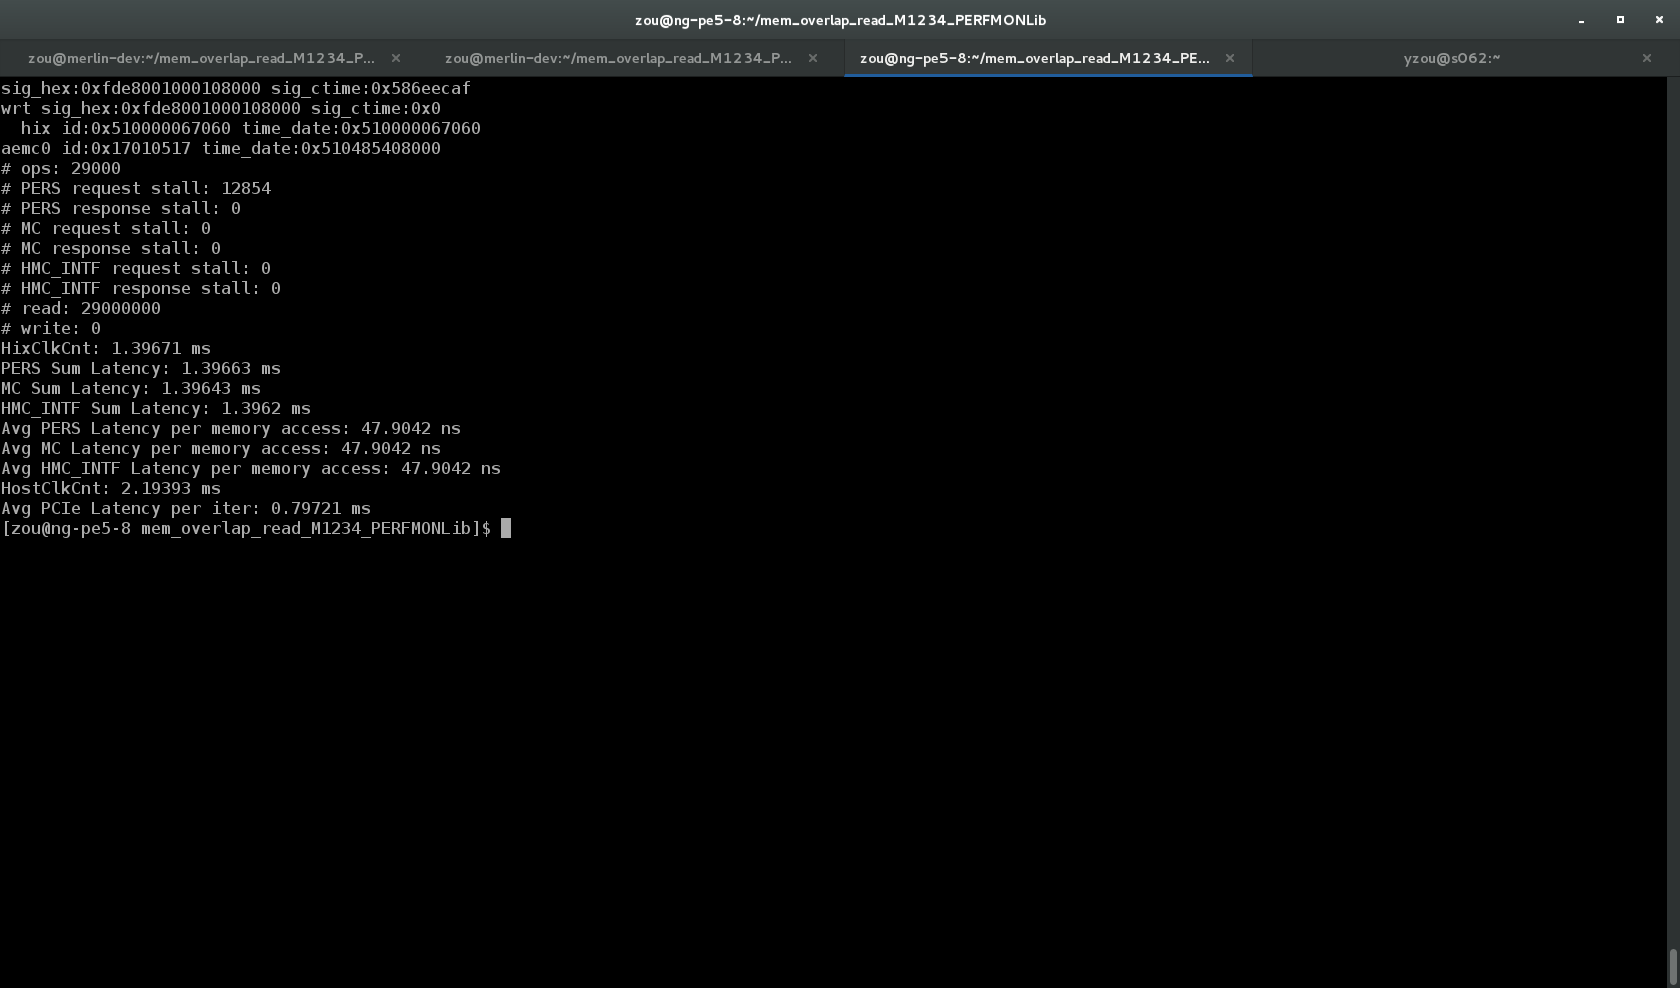 zou@ng-pe5-8:~/mem_overlap_read_M1234_PERFMONLib
zou@merlin-dev:~/mem_overlap_read_M1234_P...
zou@merlin-dev:~/mem_overlap_read_M1234_P...
zou@ng-pe5-8:~/mem_overlap_read_M1234_PE...
yzou@s062:~
sig_hex:0xfde8001000108000 sig_ctime:0x586eecaf
wrt sig_hex:0xfde8001000108000 sig_ctime:0x0
  hix id:0x510000067060 time_date:0x510000067060
aemc0 id:0x17010517 time_date:0x510485408000
# ops: 29000
# PERS request stall: 12854
# PERS response stall: 0
# MC request stall: 0
# MC response stall: 0
# HMC_INTF request stall: 0
# HMC_INTF response stall: 0
# read: 29000000
# write: 0
HixClkCnt: 1.39671 ms
PERS Sum Latency: 1.39663 ms
MC Sum Latency: 1.39643 ms
HMC_INTF Sum Latency: 1.3962 ms
Avg PERS Latency per memory access: 47.9042 ns
Avg MC Latency per memory access: 47.9042 ns
Avg HMC_INTF Latency per memory access: 47.9042 ns
HostClkCnt: 2.19393 ms
Avg PCIe Latency per iter: 0.79721 ms
[zou@ng-pe5-8 mem_overlap_read_M1234_PERFMONLib]$